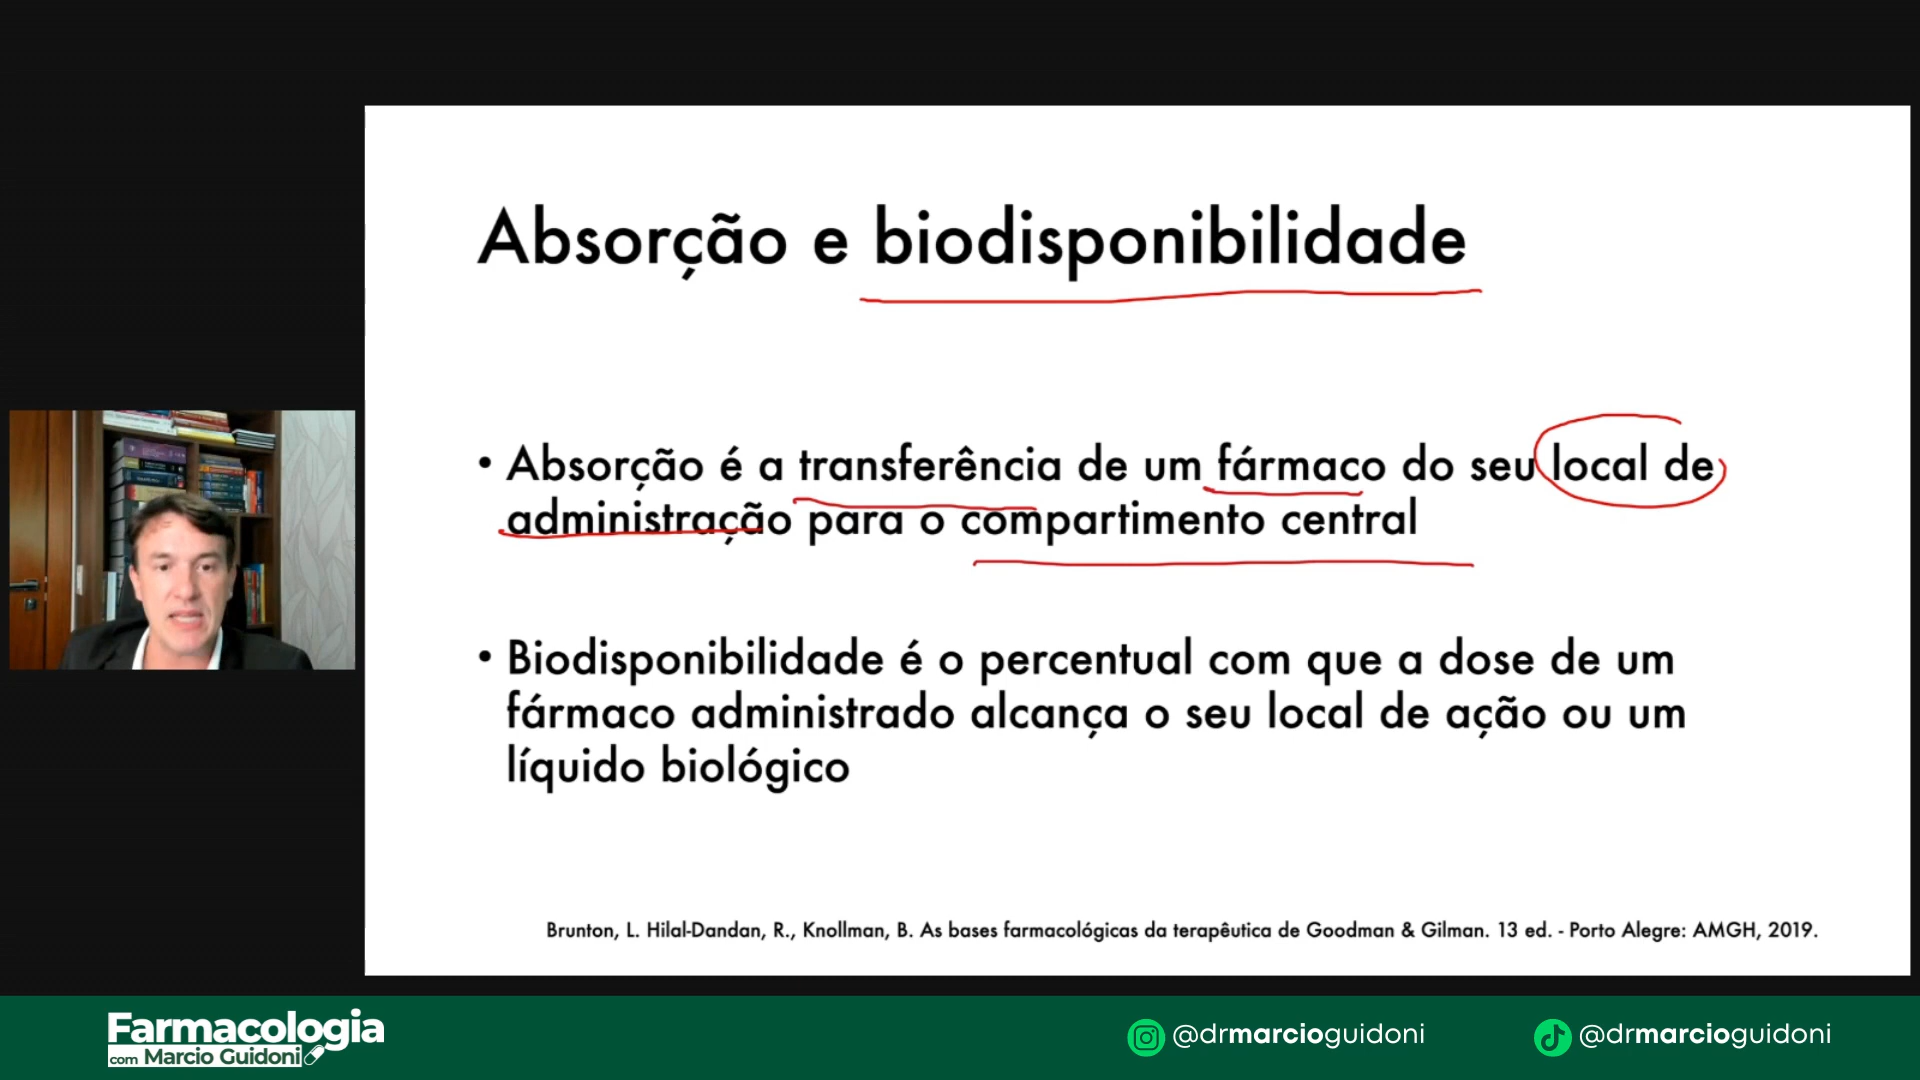 Absorção e biodisponibilidade
• Absorção é a transferência de um fármaco do seu local de
administração para o compartimento central
• Biodisponibilidade é o percentual com que a dose de um
fármaco administrado alcança o seu local de ação ou um
líquido biológico
Brunton, L. Hilal-Dandan, R., Knollman, B. As bases farmacológicas da terapêutica de Goodman & Gilman. 13 ed. - Porto Alegre: AMGH, 2019.
Farmacologia
com Marcio Guidoni
@drmarcioguidoni
@drmarcioguidoni